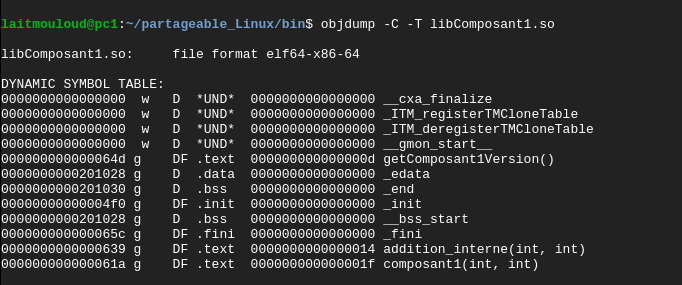 laitmouloud@pc1:~/partageable_Linux/bin$ objdump -C -T libComposant1.so
libComposant1.so:     file format elf64-x86-64
DYNAMIC SYMBOL TABLE:
0000000000000000  w   D  *UND*  0000000000000000 __cxa_finalize
0000000000000000  w   D  *UND*  0000000000000000 _ITM_registerTMCloneTable
0000000000000000  w   D  *UND*  0000000000000000 _ITM_deregisterTMCloneTable
0000000000000000  w   D  *UND*  0000000000000000 __gmon_start__
000000000000064d g    DF .text  000000000000000d getComposant1Version()
0000000000201028 g    D  .data  0000000000000000 _edata
0000000000201030 g    D  .bss   0000000000000000 _end
00000000000004f0 g    DF .init  0000000000000000 _init
0000000000201028 g    D  .bss   0000000000000000 __bss_start
000000000000065c g    DF .fini  0000000000000000 _fini
0000000000000639 g    DF .text  0000000000000014 addition_interne(int, int)
000000000000061a g    DF .text  000000000000001f composant1(int, int)